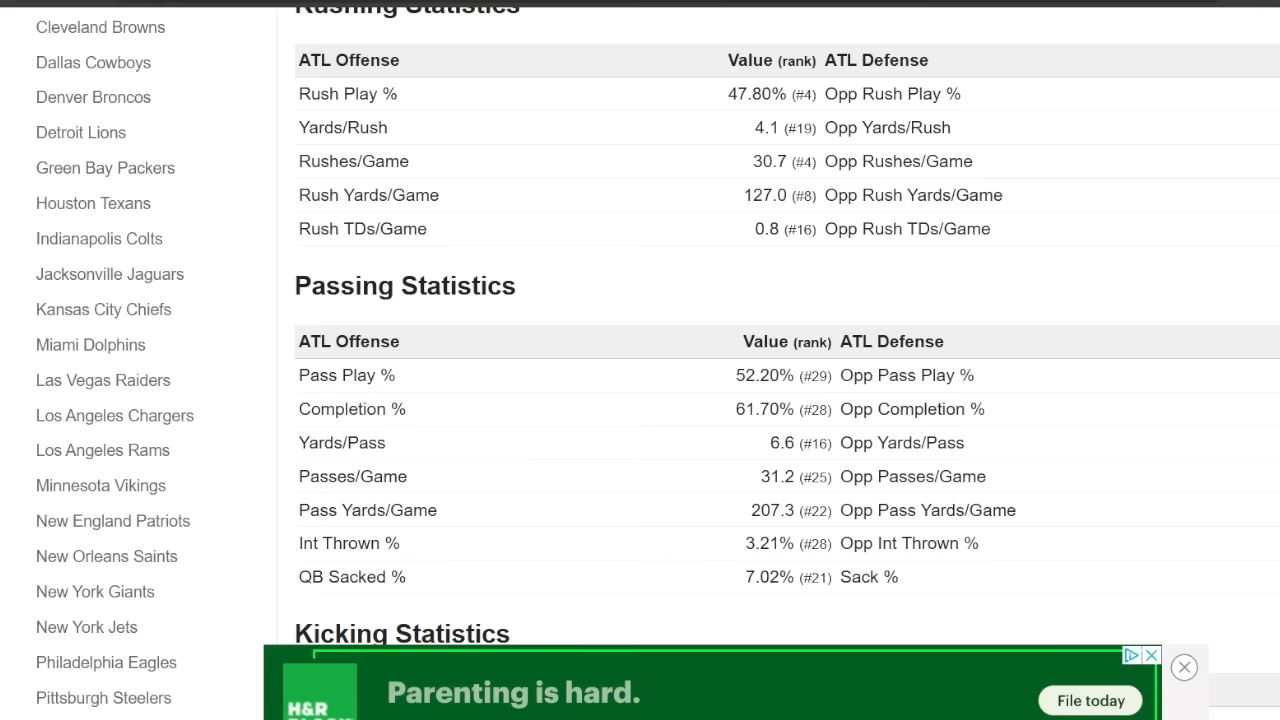 Rushing Statistics
Cleveland Browns
Dallas Cowboys
Denver Broncos
Detroit Lions
Green Bay Packers
Houston Texans
Indianapolis Colts
Jacksonville Jaguars
Kansas City Chiefs
Miami Dolphins
Las Vegas Raiders
Los Angeles Chargers
Los Angeles Rams
Minnesota Vikings
New England Patriots
New Orleans Saints
New York Giants
New York Jets
Philadelphia Eagles
Pittsburgh Steelers
ATL Offense Value (rank) ATL Defense
Rush Play % 47.80% (#4) Opp Rush Play %
Yards/Rush 4.1 (#19) Opp Yards/Rush
Rushes/Game 30.7 (#4) Opp Rushes/Game
Rush Yards/Game 127.0 (#8) Opp Rush Yards/Game
Rush TDs/Game 0.8 (#16) Opp Rush TDs/Game
Passing Statistics
ATL Offense Value (rank) ATL Defense
Pass Play % 52.20% (#29) Opp Pass Play %
Completion % 61.70% (#28) Opp Completion %
Yards/Pass 6.6 (#16) Opp Yards/Pass
Passes/Game 31.2 (#25) Opp Passes/Game
Pass Yards/Game 207.3 (#22) Opp Pass Yards/Game
Int Thrown % 3.21% (#28) Opp Int Thrown %
QB Sacked % 7.02% (#21) Sack %
Kicking Statistics
H&R
BLOCK
Parenting is hard.
File today